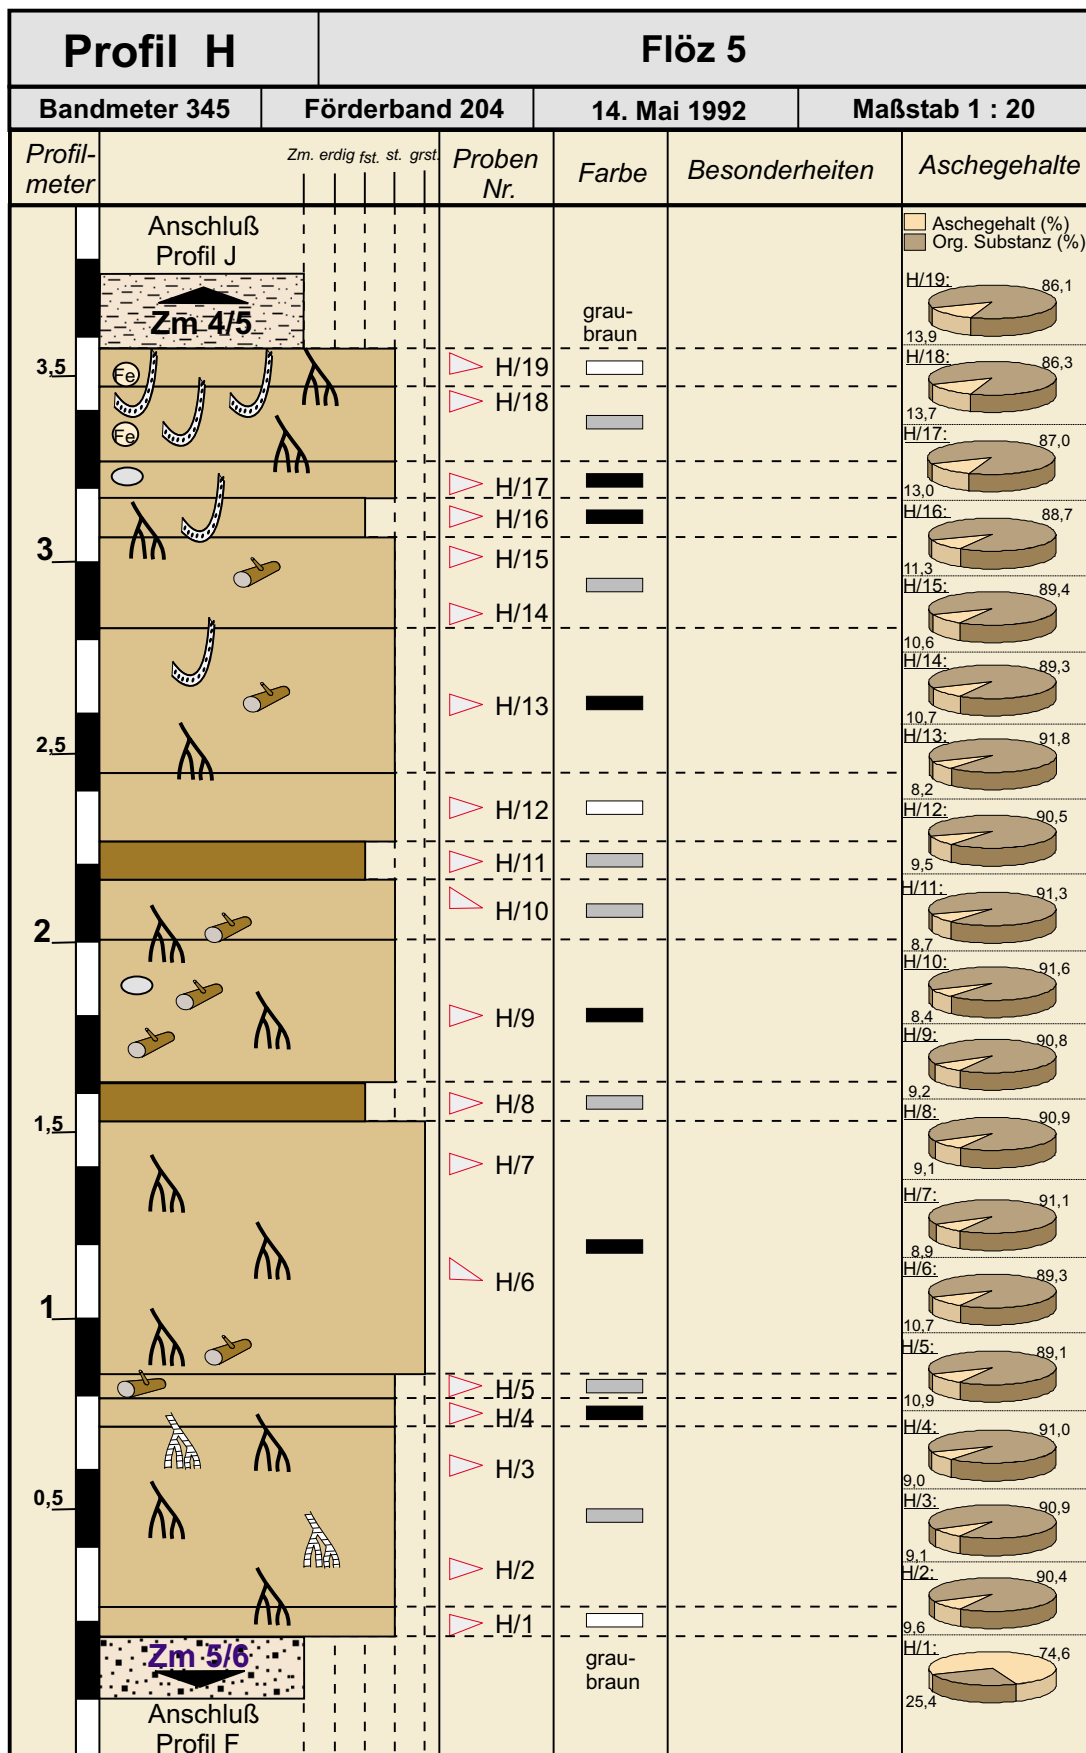 Profil H
Flöz 5
Bandmeter 345
Förderband 204
14. Mai 1992
Maßstab 1 : 20
Profil-
meter
Zm. erdig fst. st. grst.
Proben
Nr.
Farbe
Besonderheiten
Aschegehalte
Anschluß
Profil J
Zm 4/5
grau-
braun
Aschegehalt (%)
Org. Substanz (%)
3,5
3
2,5
2
1,5
1
0,5
Fe
Fe
H/19
H/18
H/17
H/16
H/15
H/14
H/13
H/12
H/11
H/10
H/9
H/8
H/7
H/6
H/5
H/4
H/3
H/2
H/1
H/19: 86,1
13,9
H/18: 86,3
13,7
H/17: 87,0
13,0
H/16: 88,7
11,3
H/15: 89,4
10,6
H/14: 89,3
10,7
H/13: 91,8
8,2
H/12: 90,5
9,5
H/11: 91,3
8,7
H/10: 91,6
8,4
H/9: 90,8
9,2
H/8: 90,9
9,1
H/7: 91,1
8,9
H/6: 89,3
10,7
H/5: 89,1
10,9
H/4: 91,0
9,0
H/3: 90,9
9,1
H/2: 90,4
9,6
H/1: 74,6
25,4
Zm 5/6
grau-
braun
Anschluß
Profil F